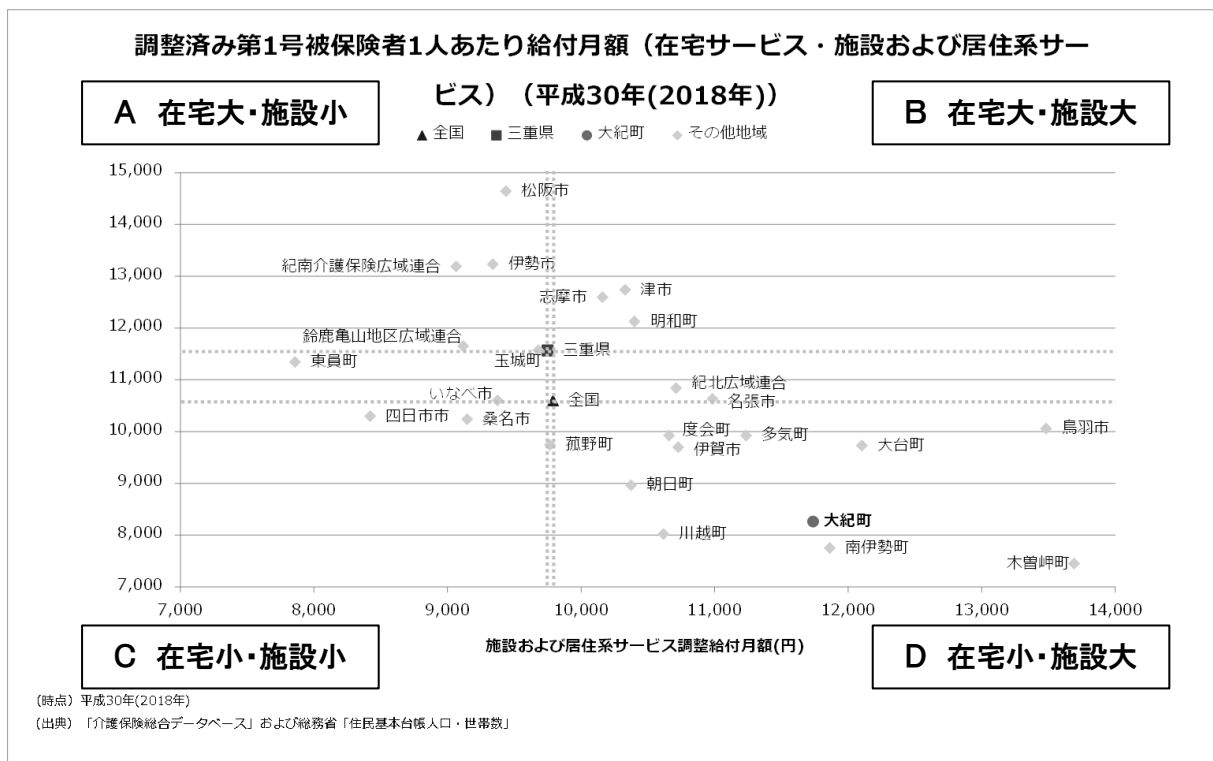 調整済み第1号被保険者1人あたり給付月額（在宅サービス・施設および居住系サー
ビス）（平成30年(2018年)）
A 在宅大・施設小
B 在宅大・施設大
▲ 全国 ■ 三重県 ● 大紀町 ◆ その他地域
15,000
松阪市
14,000
紀南介護保険広域連合
伊勢市
13,000
志摩市
津市
明和町
12,000
鈴鹿亀山地区広域連合
東員町
玉城町
三重県
11,000
いなべ市
全国
紀北広域連合
名張市
四日市市
桑名市
10,000
菰野町
度会町
伊賀市
多気町
大台町
鳥羽市
9,000
朝日町
8,000
川越町
大紀町
南伊勢町
木曽岬町
7,000
7,000 8,000 9,000 10,000 11,000 12,000 13,000 14,000
施設および居住系サービス調整給付月額(円)
C 在宅小・施設小
D 在宅小・施設大
(時点）平成30年(2018年)
(出典）「介護保険総合データベース」および総務省「住民基本台帳人口・世帯数」